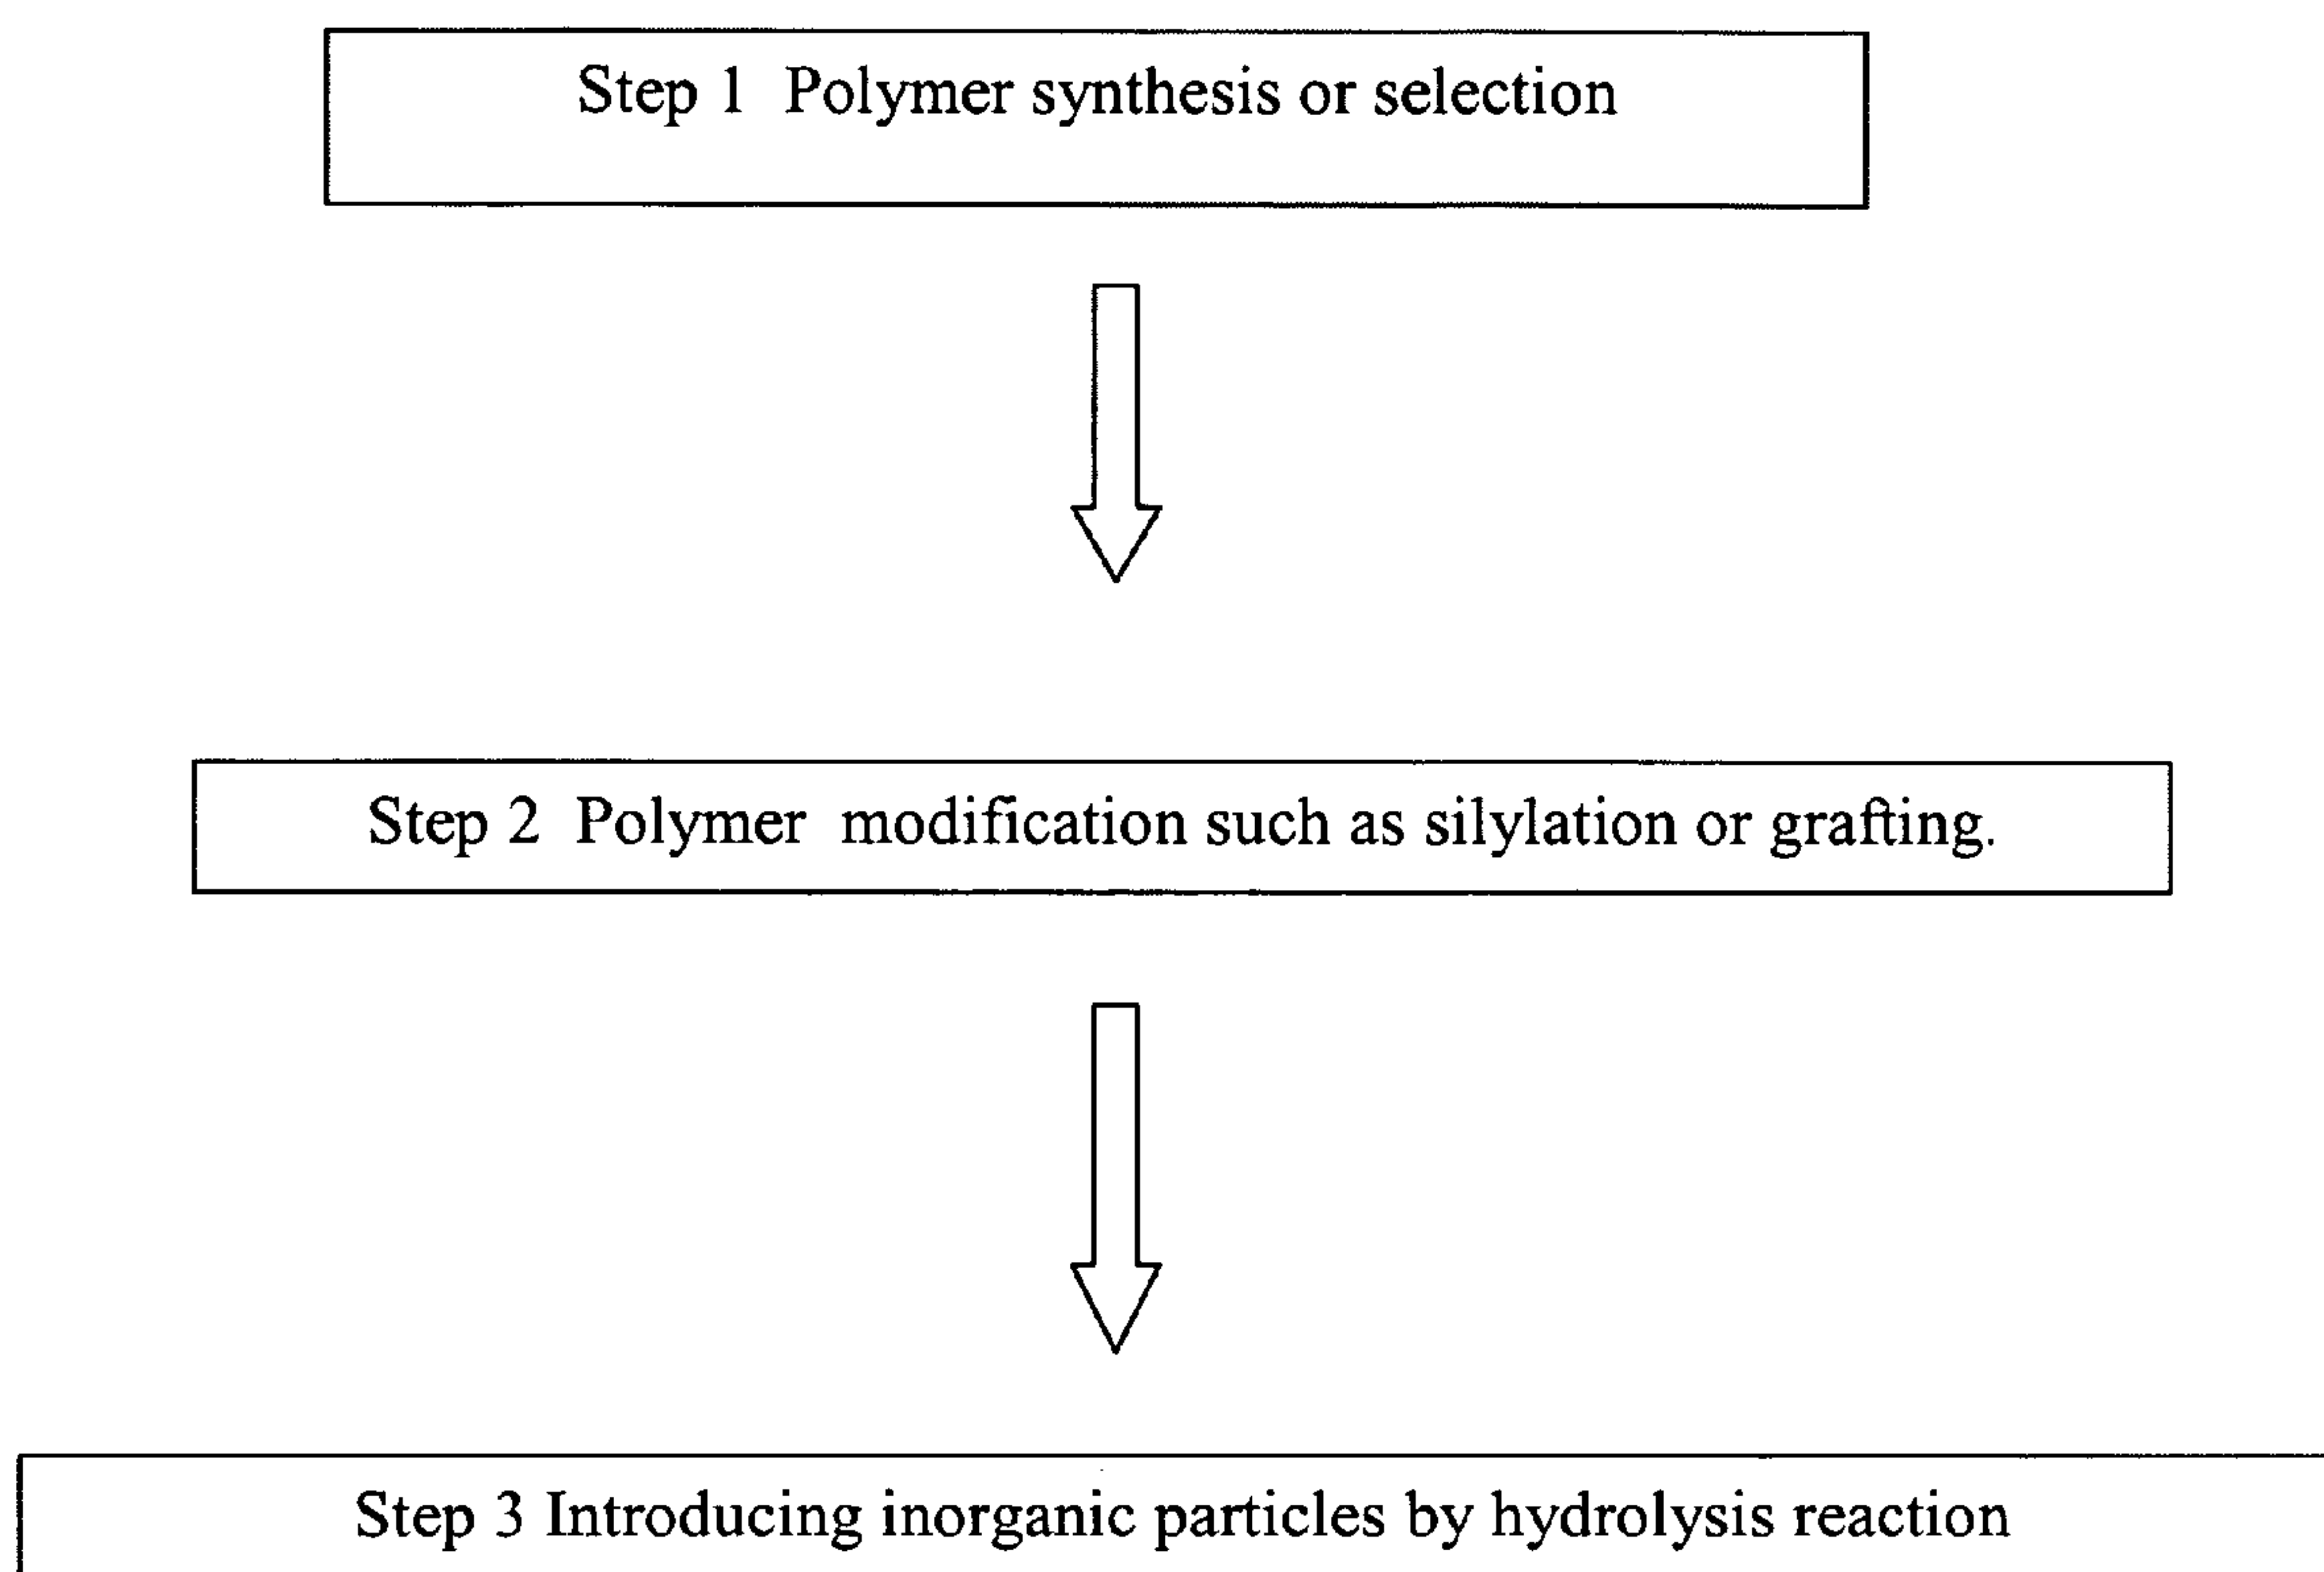 Step 1 Polymer synthesis or selection
Step 2 Polymer modification such as silylation or grafting.
Step 3 Introducing inorganic particles by hydrolysis reaction